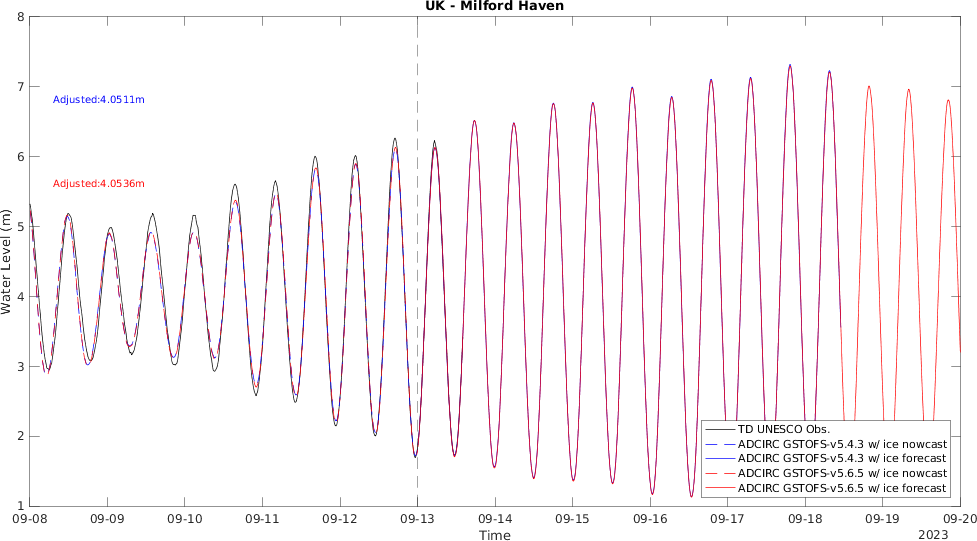 UK - Milford Haven
8
7
6
5
4
3
2
1
Water Level (m)
Adjusted:4.0511m
Adjusted:4.0536m
TD UNESCO Obs.
ADCIRC GSTOFS-v5.4.3 w/ ice nowcast
ADCIRC GSTOFS-v5.4.3 w/ ice forecast
ADCIRC GSTOFS-v5.6.5 w/ ice nowcast
ADCIRC GSTOFS-v5.6.5 w/ ice forecast
09-08 09-09 09-10 09-11 09-12 09-13 09-14 09-15 09-16 09-17 09-18 09-19 09-20
Time
2023